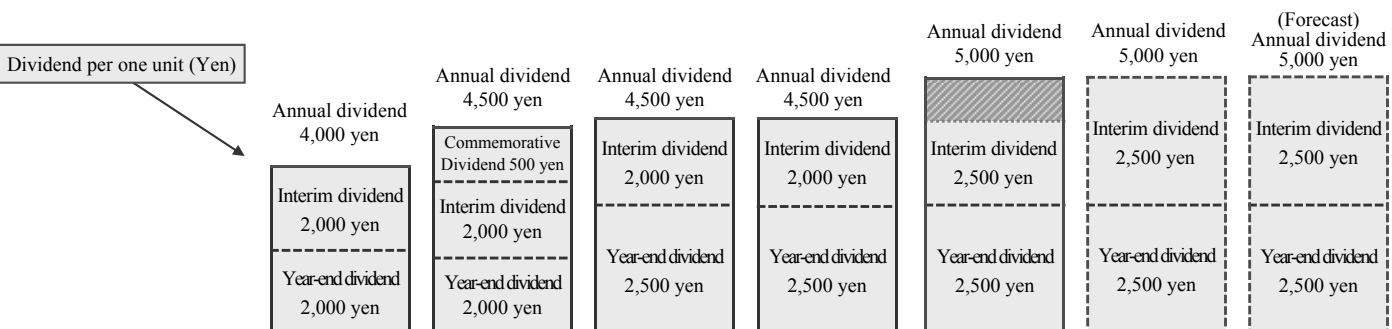 Dividend per one unit (Yen)
Annual dividend
4,000 yen
Interim dividend
2,000 yen
Year-end dividend
2,000 yen
Annual dividend
4,500 yen
Commemorative
Dividend 500 yen
Interim dividend
2,000 yen
Year-end dividend
2,000 yen
Annual dividend
4,500 yen
Interim dividend
2,000 yen
Year-end dividend
2,500 yen
Annual dividend
4,500 yen
Interim dividend
2,000 yen
Year-end dividend
2,500 yen
Annual dividend
5,000 yen
Interim dividend
2,500 yen
Year-end dividend
2,500 yen
Annual dividend
5,000 yen
Interim dividend
2,500 yen
Year-end dividend
2,500 yen
(Forecast)
Annual dividend
5,000 yen
Interim dividend
2,500 yen
Year-end dividend
2,500 yen